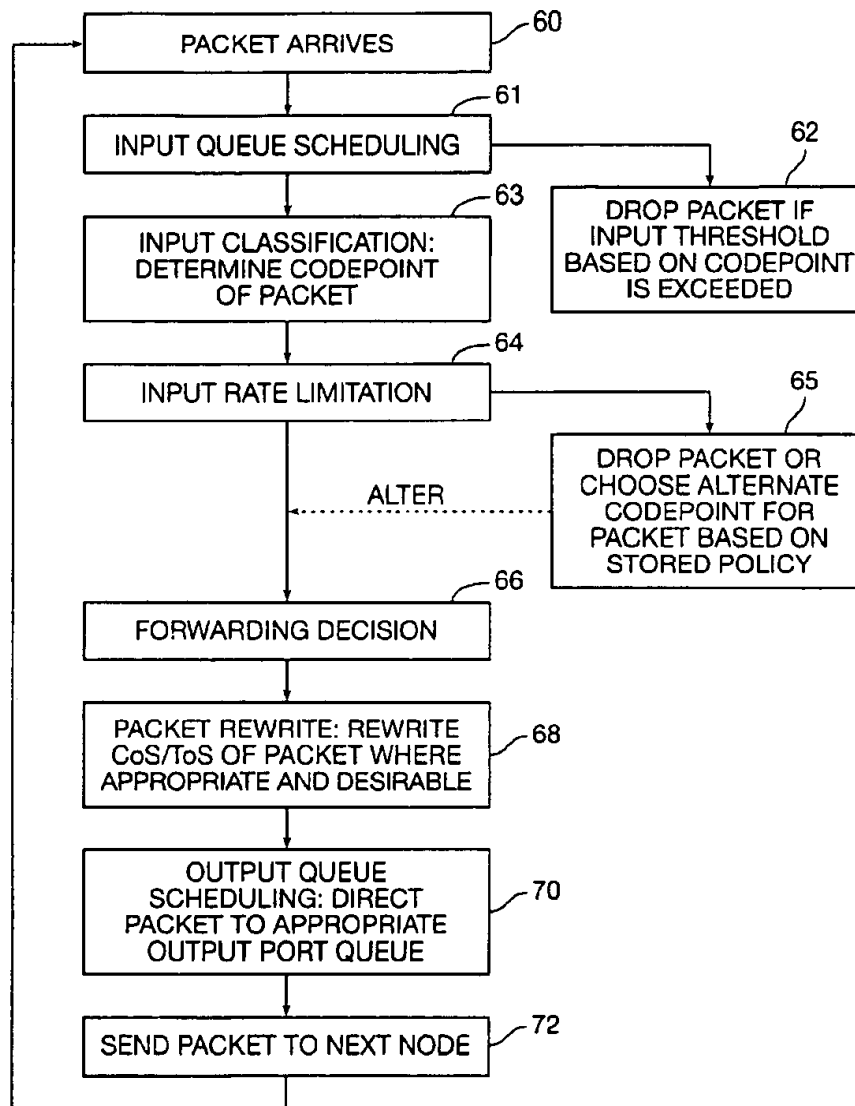 60
PACKET ARRIVES
61
INPUT QUEUE SCHEDULING
62
DROP PACKET IF
INPUT THRESHOLD
BASED ON CODEPOINT
IS EXCEEDED
63
INPUT CLASSIFICATION:
DETERMINE CODEPOINT
OF PACKET
64
INPUT RATE LIMITATION
65
DROP PACKET OR
CHOOSE ALTERNATE
CODEPOINT FOR
PACKET BASED ON
STORED POLICY
ALTER
66
FORWARDING DECISION
PACKET REWRITE: REWRITE
CoS/ToS OF PACKET WHERE
APPROPRIATE AND DESIRABLE
68
OUTPUT QUEUE
SCHEDULING: DIRECT
PACKET TO APPROPRIATE
OUTPUT PORT QUEUE
70
SEND PACKET TO NEXT NODE
72